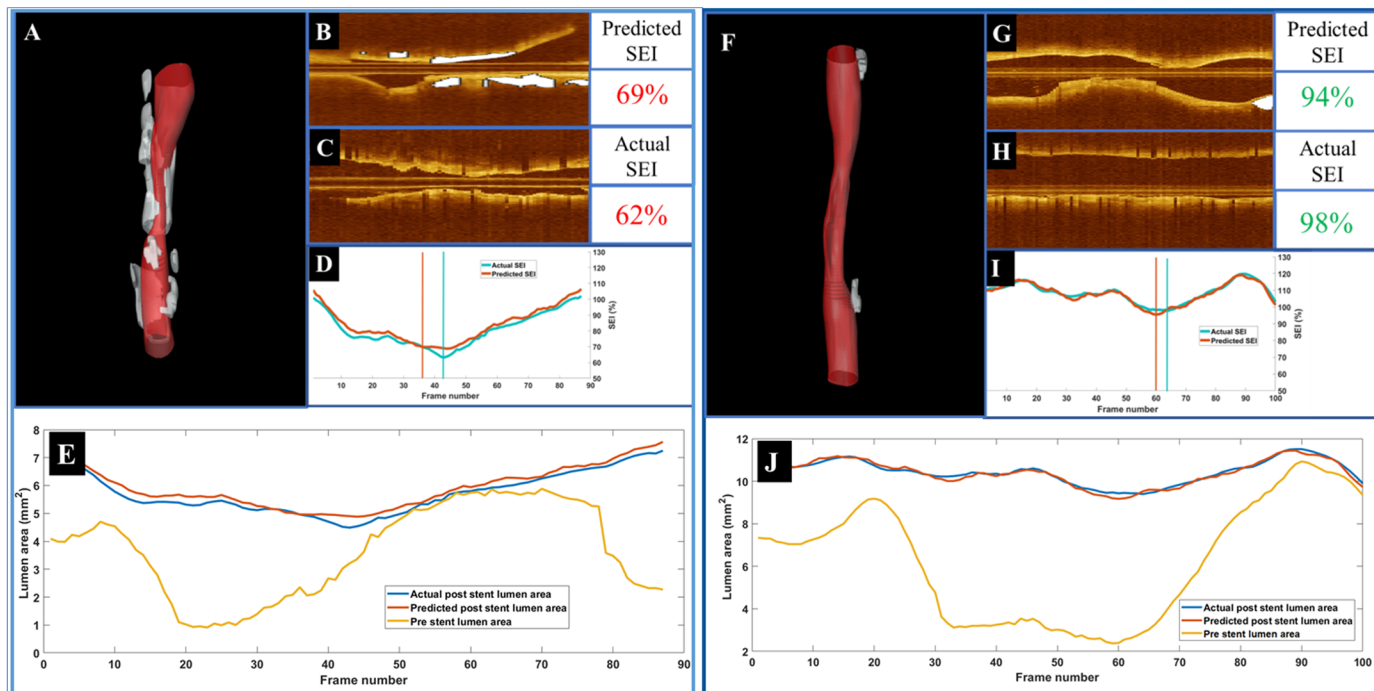 A
B
Predicted
SEI
69%
C
Actual
SEI
62%
D
Actual SEI
Predicted SEI
130
120
110
100
90
80
70
60
50
SEI (%)
10 20 30 40 50 60 70 80 90
Frame number
E
8
7
6
5
4
3
2
1
0
Lumen area (mm²)
Actual post stent lumen area
Predicted post stent lumen area
Pre stent lumen area
0 10 20 30 40 50 60 70 80 90
Frame number
F
G
Predicted
SEI
94%
H
Actual
SEI
98%
I
Actual SEI
Predicted SEI
130
120
110
100
90
80
70
60
50
SEI (%)
10 20 30 40 50 60 70 80 90 100
Frame number
J
12
10
8
6
4
2
Lumen area (mm²)
Actual post stent lumen area
Predicted post stent lumen area
Pre stent lumen area
0 10 20 30 40 50 60 70 80 90 100
Frame number